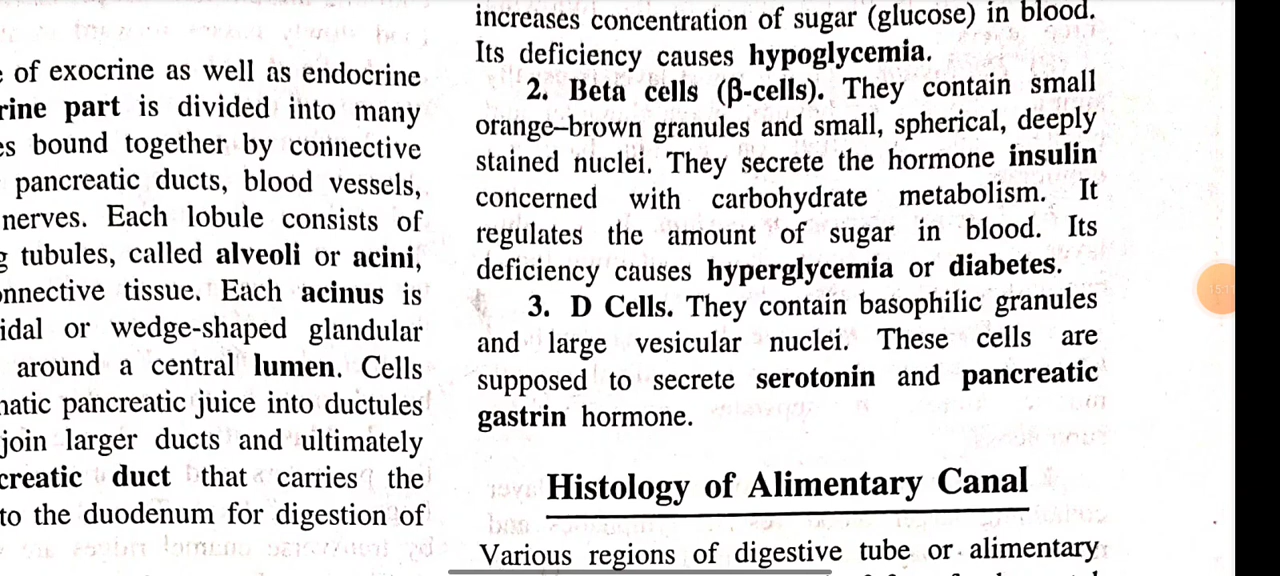 of exocrine as well as endocrine
rine part is divided into many
es bound together by connective
pancreatic ducts, blood vessels,
nerves. Each lobule consists of
g tubules, called alveoli or acini,
onnective tissue. Each acinus is
idal or wedge-shaped glandular
around a central lumen. Cells
natic pancreatic juice into ductules
join larger ducts and ultimately
creatic duct that carries the
to the duodenum for digestion of
increases concentration of sugar (glucose) in blood.
Its deficiency causes hypoglycemia.
2. Beta cells (β-cells). They contain small
orange–brown granules and small, spherical, deeply
stained nuclei. They secrete the hormone insulin
concerned with carbohydrate metabolism. It
regulates the amount of sugar in blood. Its
deficiency causes hyperglycemia or diabetes.
3. D Cells. They contain basophilic granules
and large vesicular nuclei. These cells are
supposed to secrete serotonin and pancreatic
gastrin hormone.
Histology of Alimentary Canal
Various regions of digestive tube or alimentary